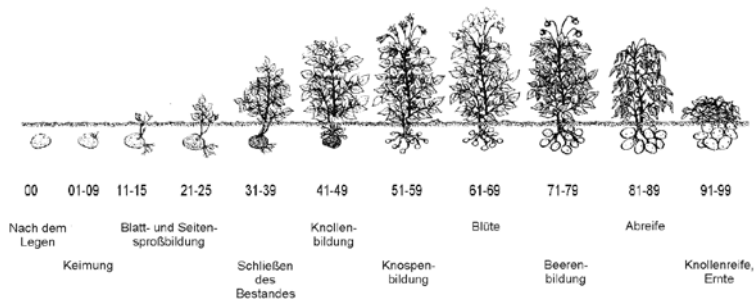 00 01-09 11-15 21-25 31-39 41-49 51-59 61-69 71-79 81-89 91-99
Nach dem
Legen
Keimung
Blatt- und Seiten-
sproßbildung
Schließen
des
Bestandes
Knollen-
bildung
Knospen-
bildung
Blüte
Beeren-
bildung
Abreife
Knollenreife,
Ernte